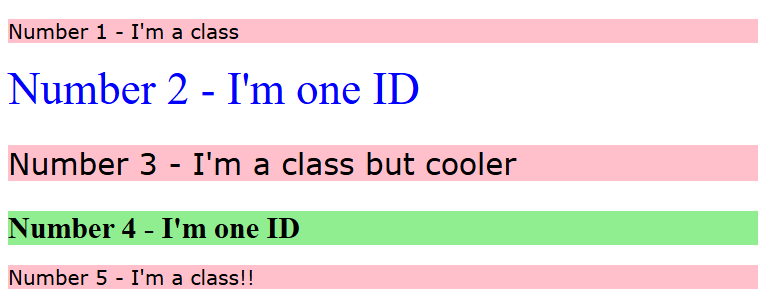 Number 1 - I'm a class
Number 2 - I'm one ID
Number 3 - I'm a class but cooler
Number 4 - I'm one ID
Number 5 - I'm a class!!